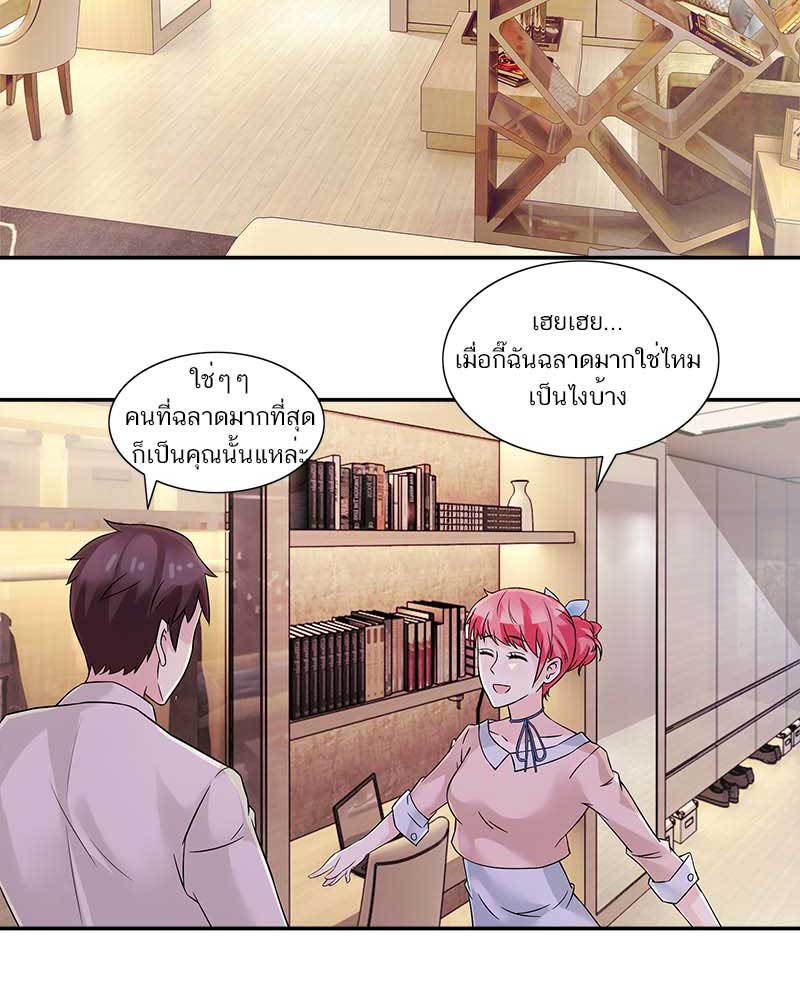 เฮยเฮย...
เมื่อกี๊ฉันฉลาดมากใช่ไหม
เป็นไงบ้าง
ใช่ๆๆ
คนที่ฉลาดมากที่สุด
ก็เป็นคุณนั้นแหล่ะ